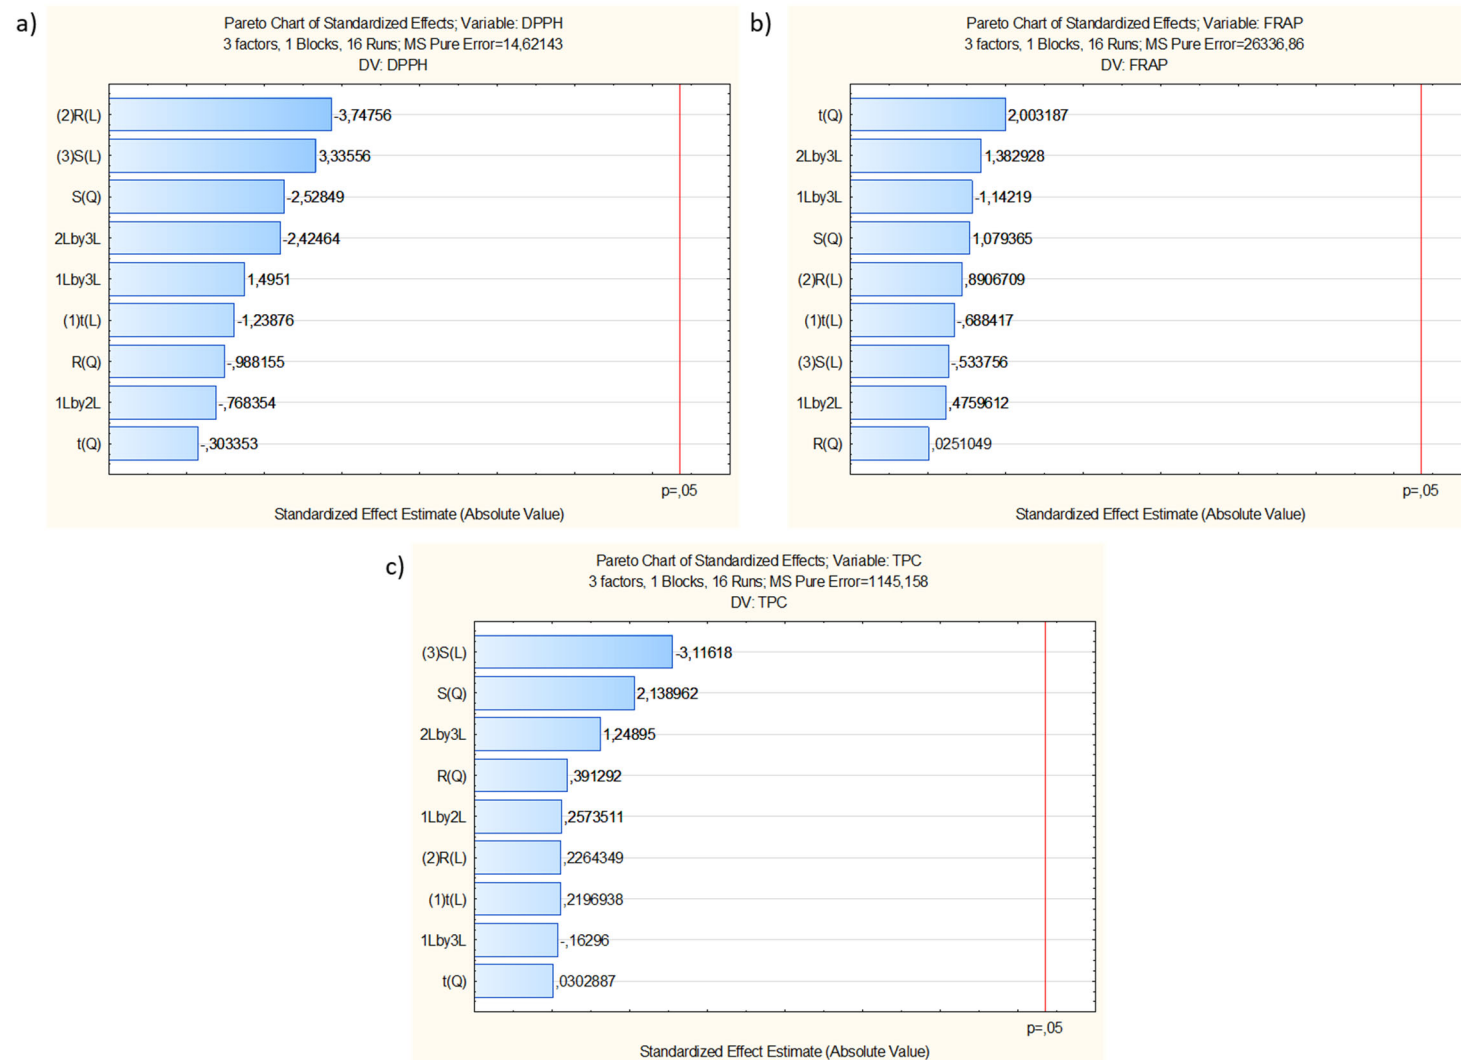 a)
Pareto Chart of Standardized Effects; Variable: DPPH
3 factors, 1 Blocks, 16 Runs; MS Pure Error=14,62143
DV: DPPH
(2)R(L) -3,74756
(3)S(L) 3,33556
S(Q) -2,52849
2Lby3L -2,42464
1Lby3L 1,4951
(1)t(L) -1,23876
R(Q) -,988155
1Lby2L -,768354
t(Q) -,303353
p=,05
Standardized Effect Estimate (Absolute Value)
b)
Pareto Chart of Standardized Effects; Variable: FRAP
3 factors, 1 Blocks, 16 Runs; MS Pure Error=26336,86
DV: FRAP
t(Q) 2,003187
2Lby3L 1,382928
1Lby3L -1,14219
S(Q) 1,079365
(2)R(L) ,8906709
(1)t(L) -,688417
(3)S(L) -,533756
1Lby2L ,4759612
R(Q) ,0251049
p=,05
Standardized Effect Estimate (Absolute Value)
c)
Pareto Chart of Standardized Effects; Variable: TPC
3 factors, 1 Blocks, 16 Runs; MS Pure Error=1145,158
DV: TPC
(3)S(L) -3,11618
S(Q) 2,138962
2Lby3L 1,24895
R(Q) ,391292
1Lby2L ,2573511
(2)R(L) ,2264349
(1)t(L) ,2196938
1Lby3L -,16296
t(Q) ,0302887
p=,05
Standardized Effect Estimate (Absolute Value)